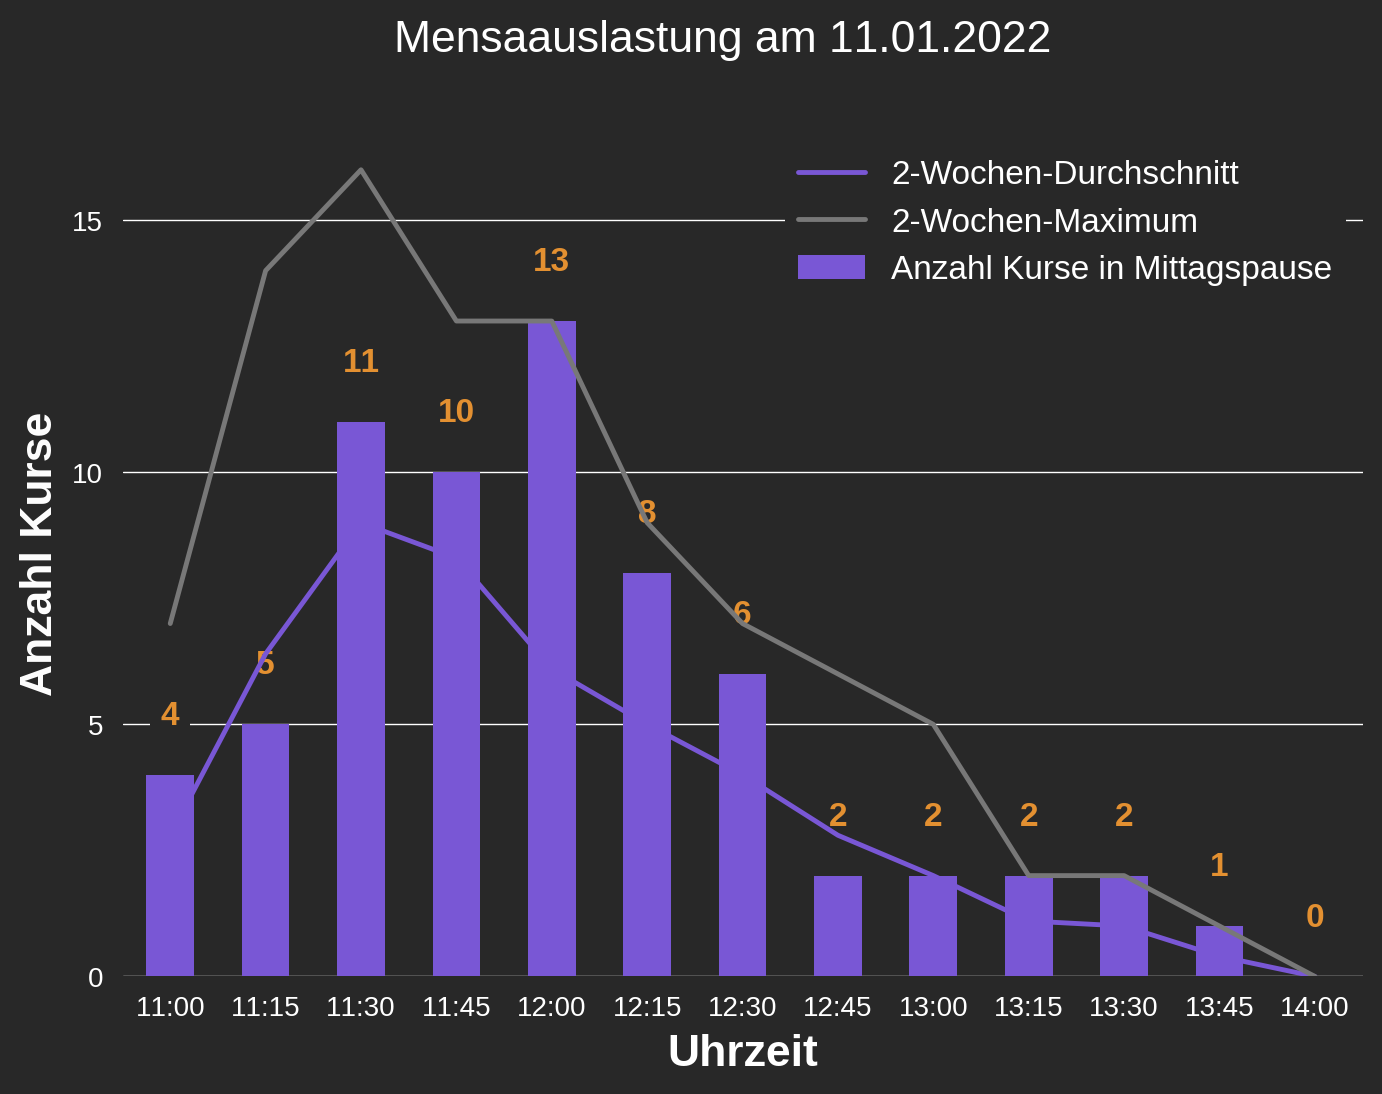 Mensaauslastung am 11.01.2022
2-Wochen-Durchschnitt
2-Wochen-Maximum
Anzahl Kurse in Mittagspause
Anzahl Kurse
15
10
5
0
4
5
11
10
13
8
6
2
2
2
2
1
0
11:00 11:15 11:30 11:45 12:00 12:15 12:30 12:45 13:00 13:15 13:30 13:45 14:00
Uhrzeit